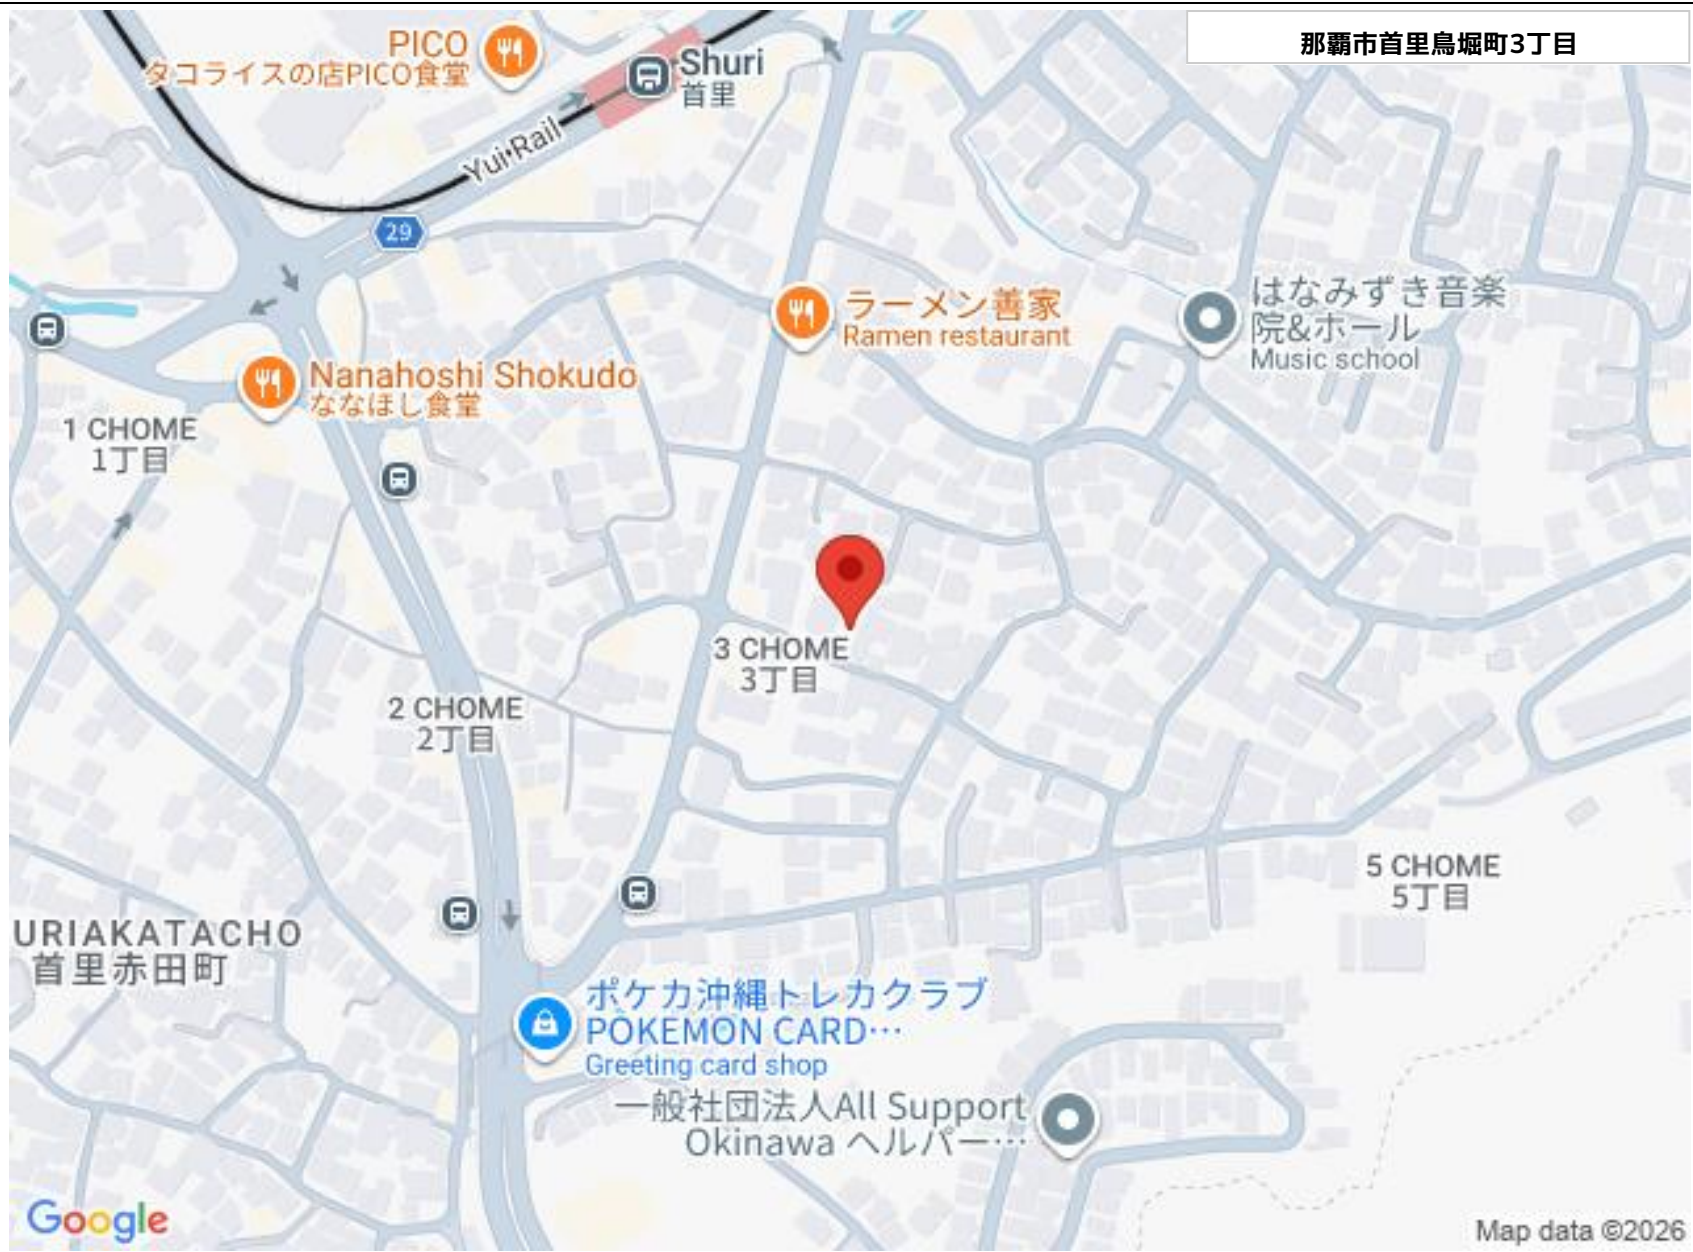 那覇市首里鳥堀町3丁目
PICO
タコライスの店PICO食堂
Shuri
首里
Yui Rail
29
ラーメン善家
Ramen restaurant
はなみずき音楽
院&ホール
Music school
Nanahoshi Shokudo
ななほし食堂
1 CHOME
1丁目
3 CHOME
3丁目
2 CHOME
2丁目
5 CHOME
5丁目
URIAKATACHO
首里赤田町
ポケカ沖縄トレカクラブ
POKEMON CARD…
Greeting card shop
一般社団法人All Support
Okinawa ヘルパー…
Google
Map data ©2026